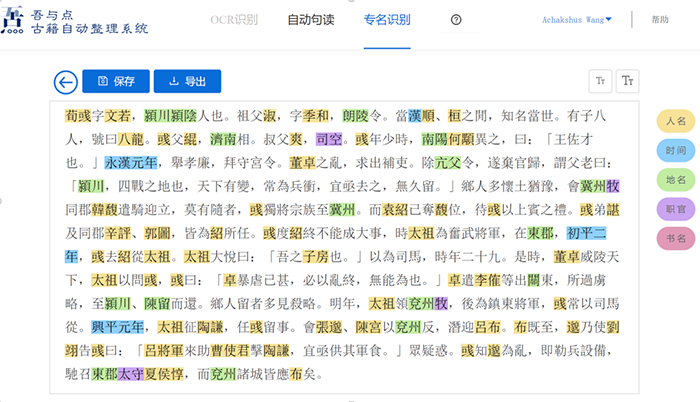 吾与点
古籍自动整理系统
OCR识别
自动句读
专名识别
Achakshus Wang
帮助
保存
导出
TT
TT
荀彧字文若，潁川潁陰人也。祖父淑，字季和，朗陵令。當漢順、桓之閒，知名當世。有子八
人，號曰八龍。彧父緄，濟南相。叔父爽，司空。彧年少時，南陽何顒異之，曰：「王佐才
也。」永漢元年，舉孝廉，拜守宮令。董卓之亂，求出補吏。除亢父令，遂棄官歸，謂父老曰：
「潁川，四戰之地也，天下有變，常為兵衝，宜亟去之，無久留。」鄉人多懷土猶豫，會冀州牧
同郡韓馥遣騎迎立，莫有隨者，彧獨將宗族至冀州。而袁紹已奪馥位，待彧以上賓之禮。彧弟諶
及同郡辛評、郭圖，皆為紹所任。彧度紹終不能成大事，時太祖為奮武將軍，在東郡，初平二
年，彧去紹從太祖。太祖大悅曰：「吾之子房也。」以為司馬，時年二十九。是時，董卓威陵天
下，太祖以問彧，彧曰：「卓暴虐已甚，必以亂終，無能為也。」卓遣李傕等出關東，所過虜
略，至潁川、陳留而還。鄉人留者多見殺略。明年，太祖領兗州牧，後為鎮東將軍，彧常以司馬
從。興平元年，太祖征陶謙，任彧留事。會張邈、陳宮以兗州反，潛迎呂布。布既至，邈乃使劉
翊告彧曰：「呂將軍來助曹使君擊陶謙，宜亟供其軍食。」眾疑惑。彧知邈為亂，即勒兵設備，
馳召東郡太守夏侯惇，而兗州諸城皆應布矣。
人名
时间
地名
职官
书名